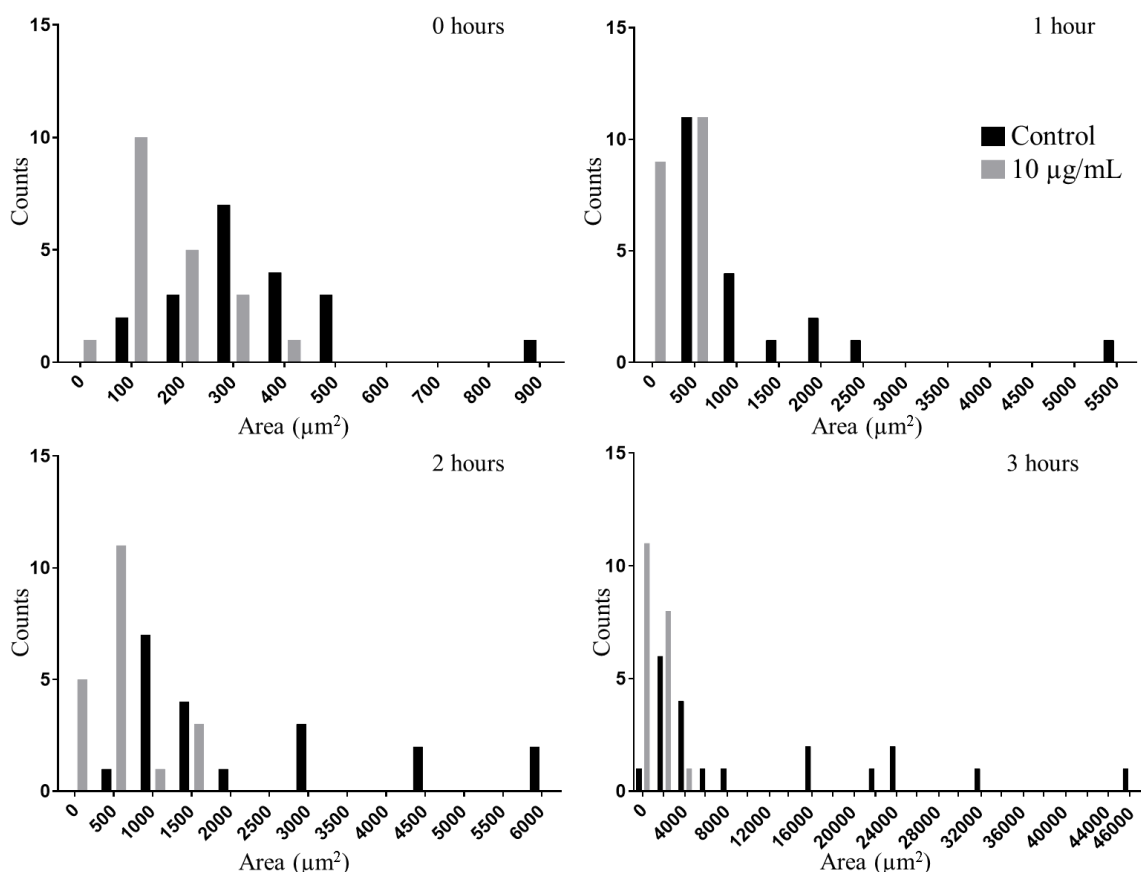 0 hours
15
10
5
0
Counts
0 100 200 300 400 500 600 700 800 900
Area (µm²)
1 hour
15
10
5
0
Counts
Control
10 µg/mL
0 500 1000 1500 2000 2500 3000 3500 4000 4500 5000 5500
Area (µm²)
2 hours
15
10
5
0
Counts
0 500 1000 1500 2000 2500 3000 3500 4000 4500 5000 5500 6000
Area (µm²)
3 hours
15
10
5
0
Counts
0 4000 8000 12000 16000 20000 24000 28000 32000 36000 40000 44000 46000
Area (µm²)